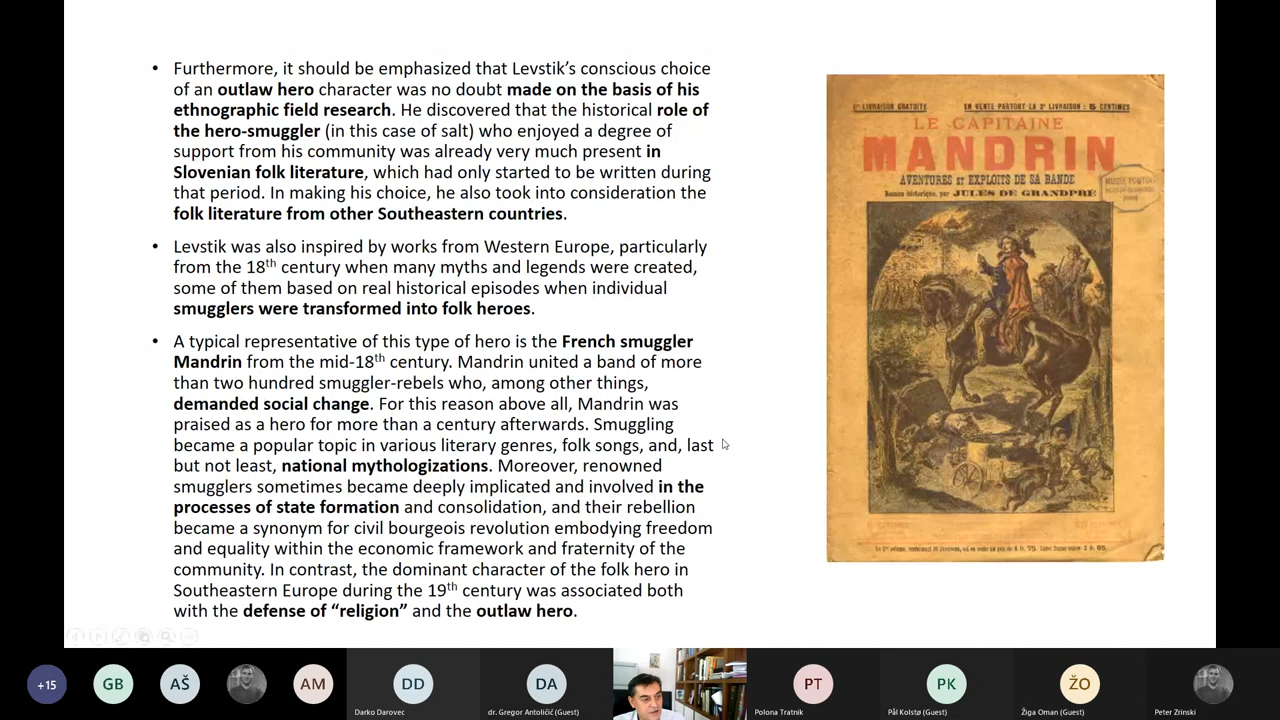 • Furthermore, it should be emphasized that Levstik's conscious choice
of an outlaw hero character was no doubt made on the basis of his
ethnographic field research. He discovered that the historical role of
the hero-smuggler (in this case of salt) who enjoyed a degree of
support from his community was already very much present in
Slovenian folk literature, which had only started to be written during
that period. In making his choice, he also took into consideration the
folk literature from other Southeastern countries.
• Levstik was also inspired by works from Western Europe, particularly
from the 18th century when many myths and legends were created,
some of them based on real historical episodes when individual
smugglers were transformed into folk heroes.
• A typical representative of this type of hero is the French smuggler
Mandrin from the mid-18th century. Mandrin united a band of more
than two hundred smuggler-rebels who, among other things,
demanded social change. For this reason above all, Mandrin was
praised as a hero for more than a century afterwards. Smuggling
became a popular topic in various literary genres, folk songs, and, last
but not least, national mythologizations. Moreover, renowned
smugglers sometimes became deeply implicated and involved in the
processes of state formation and consolidation, and their rebellion
became a synonym for civil bourgeois revolution embodying freedom
and equality within the economic framework and fraternity of the
community. In contrast, the dominant character of the folk hero in
Southeastern Europe during the 19th century was associated both
with the defense of “religion” and the outlaw hero.
LIVRAISON GRATUITE EN VENTE PARTOUT LA 2e LIVRAISON : 5 CENTIMES
LE CAPITAINE
MANDRIN
AVENTURES ET EXPLOITS DE SA BANDE
Roman historique, par JULES DE GRANDPRÉ
+15 GB AŠ AM DD DA PT PK ŽO
Darko Darovec dr. Gregor Antoličič (Guest) Polona Tratnik Pål Kolstø (Guest) Žiga Oman (Guest) Peter Zrinski